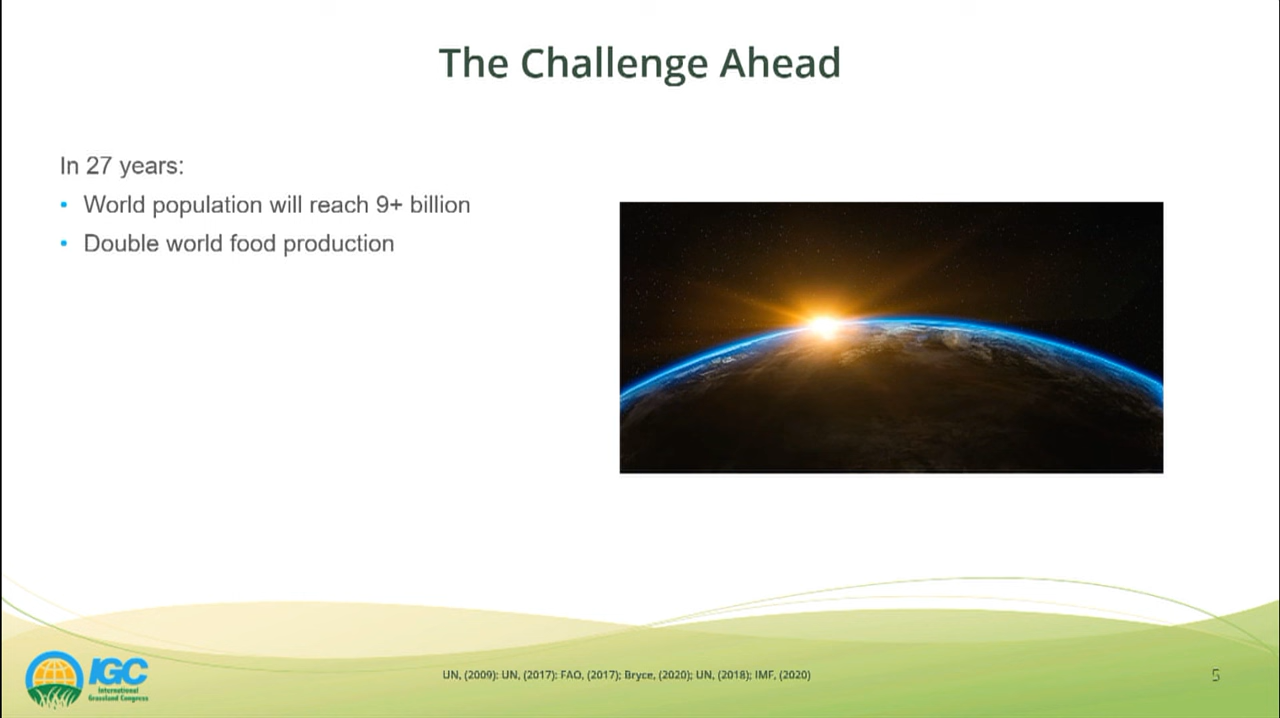 The Challenge Ahead
In 27 years:
• World population will reach 9+ billion
• Double world food production
IGC
International
Grassland Congress
UN, (2009): UN, (2017): FAO, (2017); Bryce, (2020); UN, (2018); IMF, (2020)
5